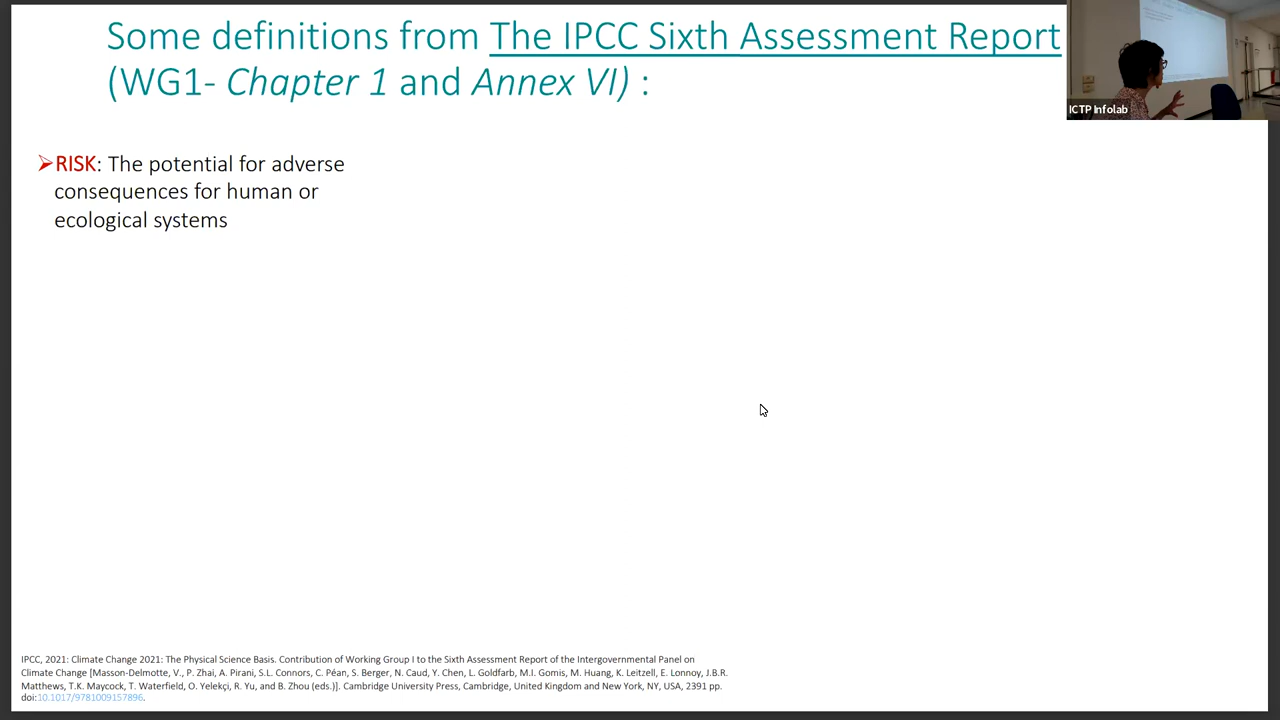 Some definitions from The IPCC Sixth Assessment Report
(WG1- Chapter 1 and Annex VI) :
ICTP Infolab
➢RISK: The potential for adverse
consequences for human or
ecological systems
IPCC, 2021: Climate Change 2021: The Physical Science Basis. Contribution of Working Group I to the Sixth Assessment Report of the Intergovernmental Panel on
Climate Change [Masson-Delmotte, V., P. Zhai, A. Pirani, S.L. Connors, C. Péan, S. Berger, N. Caud, Y. Chen, L. Goldfarb, M.I. Gomis, M. Huang, K. Leitzell, E. Lonnoy, J.B.R.
Matthews, T.K. Maycock, T. Waterfield, O. Yelekçi, R. Yu, and B. Zhou (eds.)]. Cambridge University Press, Cambridge, United Kingdom and New York, NY, USA, 2391 pp.
doi:10.1017/9781009157896.